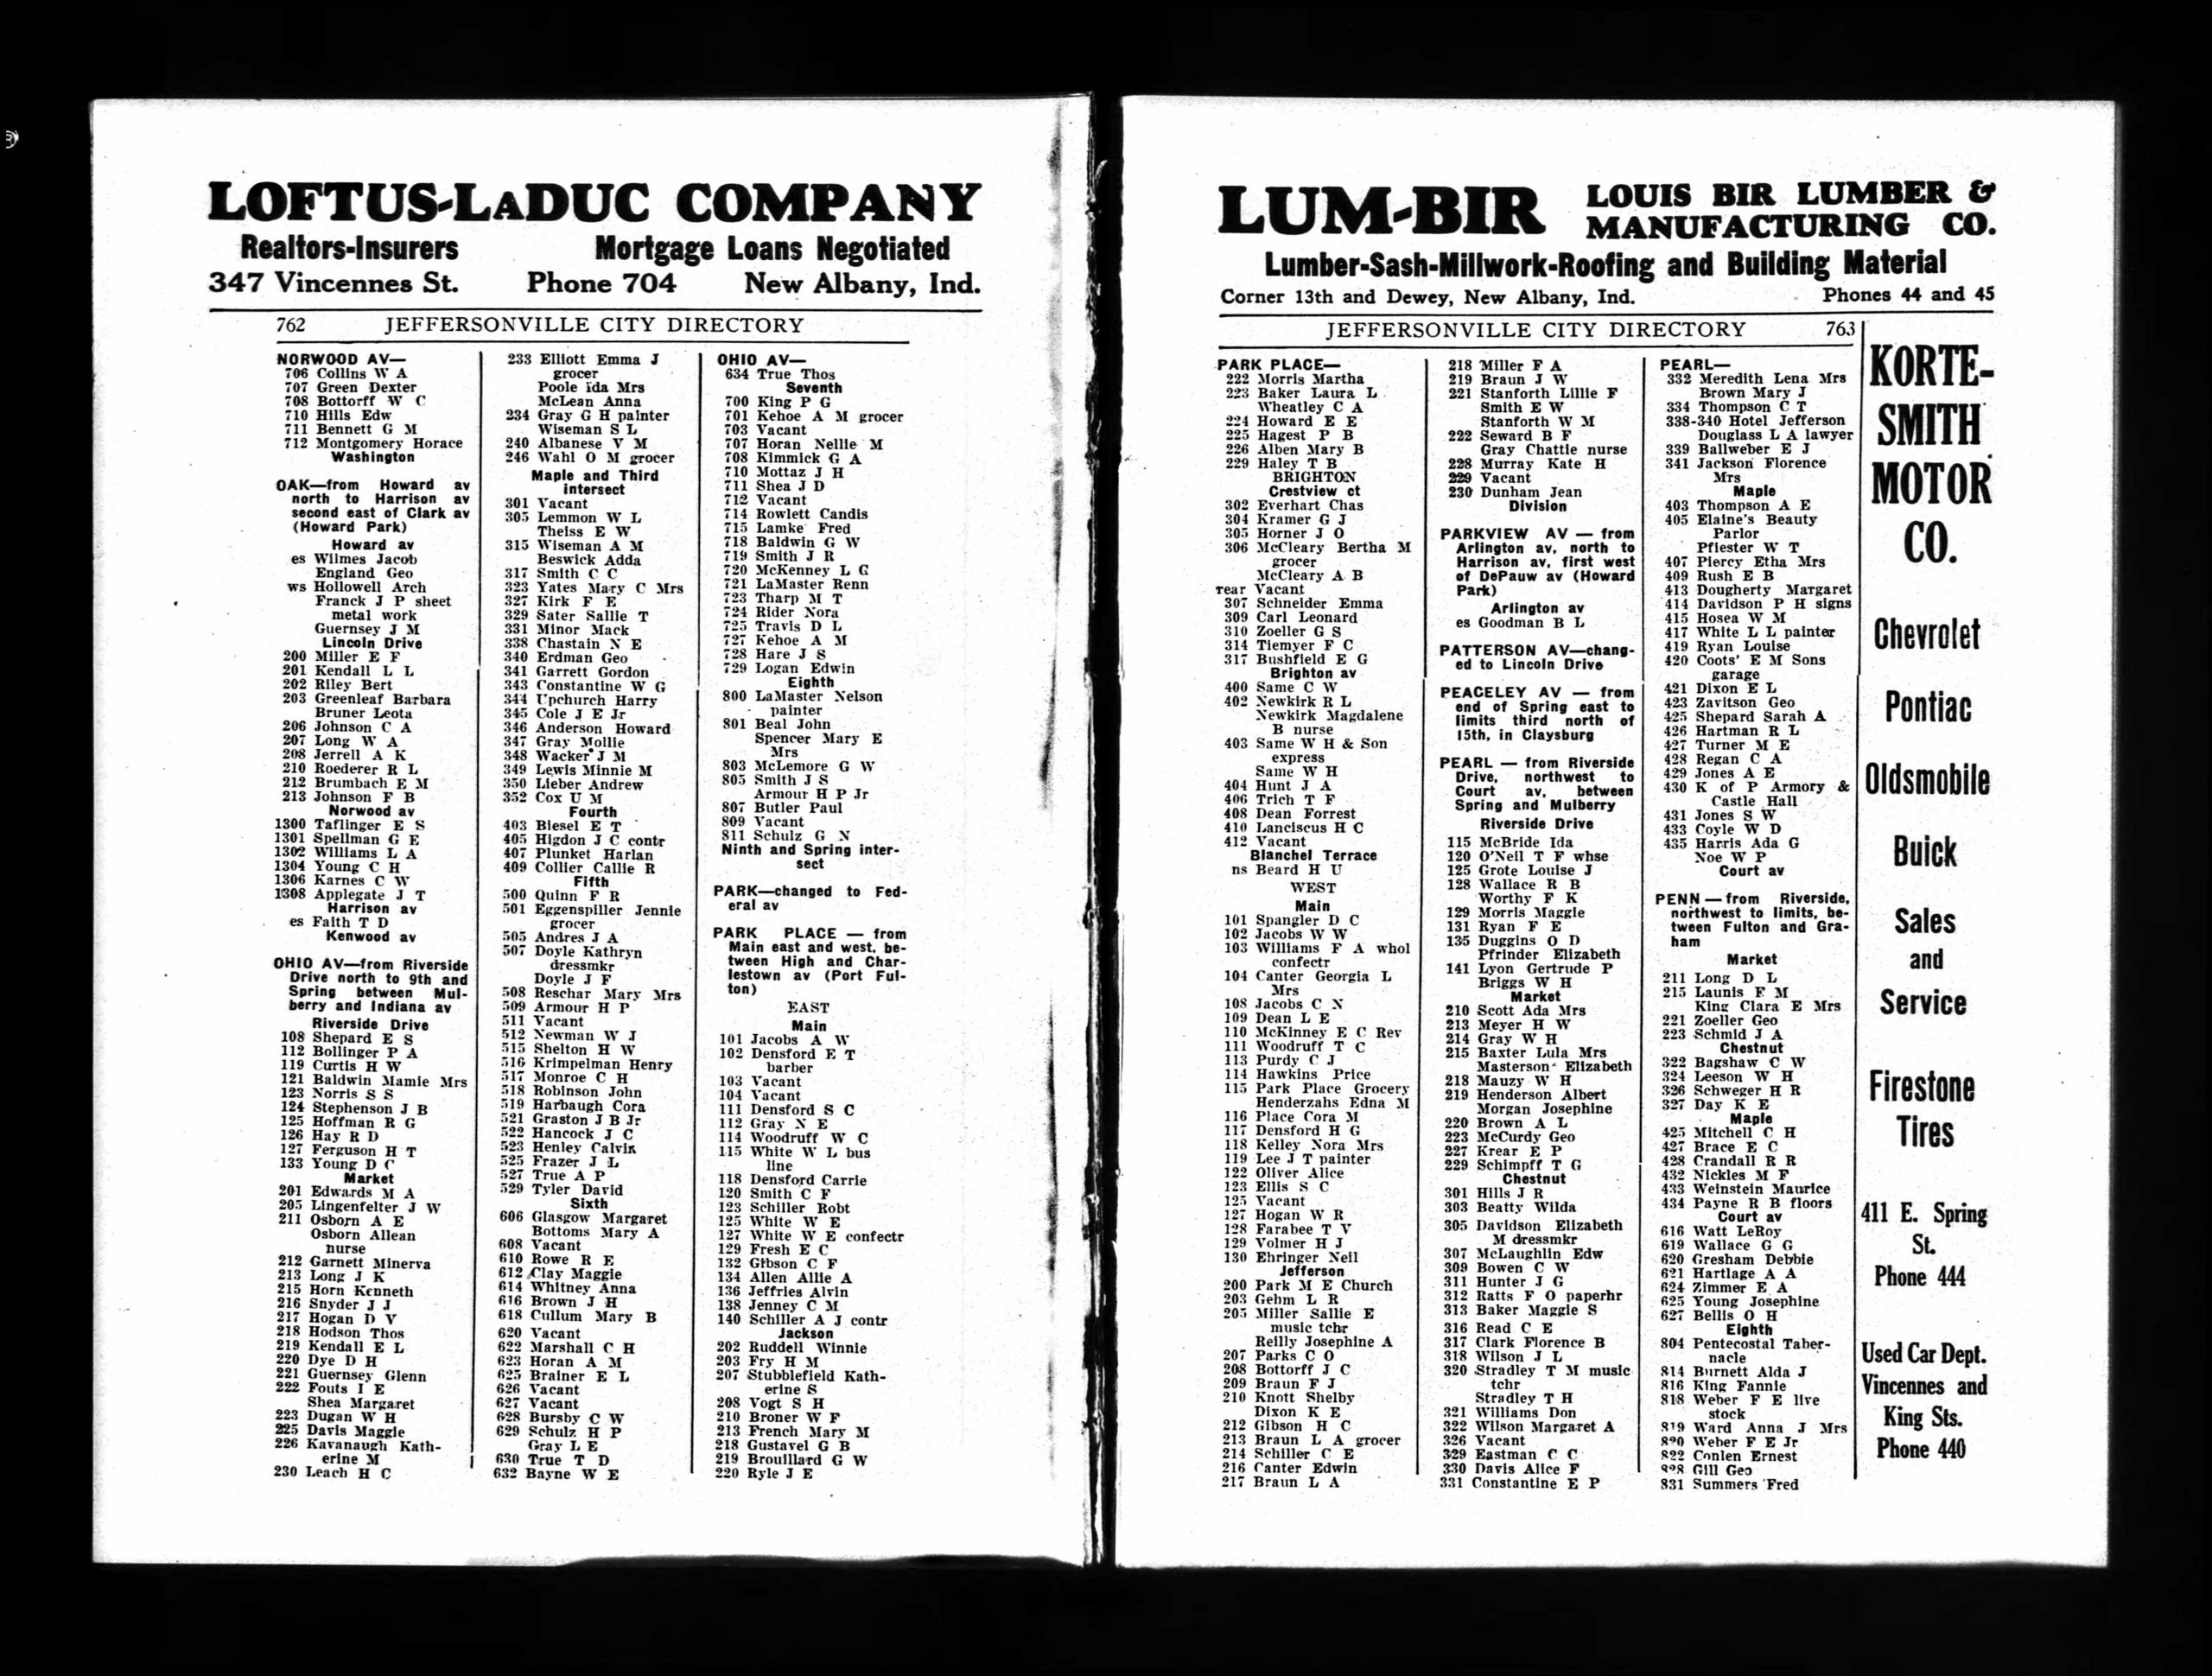 LOFTUS-LADUC COMPANY
Realtors-Insurers Mortgage Loans Negotiated
347 Vincennes St. Phone 704 New Albany, Ind.
762 JEFFERSONVILLE CITY DIRECTORY
NORWOOD AV—
706 Collins W A
707 Green Dexter
708 Bottorff W C
710 Hills Edw
711 Bennett G M
712 Montgomery Horace
Washington
OAK—from Howard av
north to Harrison av
second east of Clark av
(Howard Park)
Howard av
es Wilmes Jacob
England Geo
ws Hollowell Arch
Franck J P sheet
metal work
Guernsey J M
Lincoln Drive
200 Miller E F
201 Kendall L L
202 Riley Bert
203 Greenleaf Barbara
Bruner Leota
206 Johnson C A
207 Long W A
208 Jerrell A K
210 Roederer R L
212 Brumbach E M
213 Johnson F B
Norwood av
1300 Taflinger E S
1301 Spellman G E
1302 Williams L A
1304 Young C H
1306 Karnes C W
1308 Applegate J T
Harrison av
es Faith T D
Kenwood av
OHIO AV—from Riverside
Drive north to 9th and
Spring between Mul-
berry and Indiana av
Riverside Drive
108 Shepard E S
112 Bollinger P A
119 Curtis H W
121 Baldwin Mamie Mrs
123 Norris S S
124 Stephenson J B
125 Hoffman R G
126 Hay R D
127 Ferguson H T
133 Young D C
Market
201 Edwards M A
205 Lingenfelter J W
211 Osborn A E
Osborn Allean
nurse
212 Garnett Minerva
213 Long J K
215 Horn Kenneth
216 Snyder J J
217 Hogan D V
218 Hodson Thos
219 Kendall E L
220 Dye D H
221 Guernsey Glenn
222 Fouts I E
Shea Margaret
223 Dugan W H
225 Davis Maggie
226 Kavanaugh Kath-
erine M
230 Leach H C
233 Elliott Emma J
grocer
Poole Ida Mrs
McLean Anna
234 Gray G H painter
Wiseman S L
240 Albanese V M
246 Wahl O M grocer
Maple and Third
intersect
301 Vacant
305 Lemmon W L
Theiss E W
315 Wiseman A M
Beswick Adda
317 Smith C C
323 Yates Mary C Mrs
327 Kirk F E
329 Sater Sallie T
331 Minor Mack
338 Chastain N E
340 Erdman Geo
341 Garrett Gordon
343 Constantine W G
344 Upchurch Harry
345 Cole J E Jr
346 Anderson Howard
347 Gray Mollie
348 Wacker J M
349 Lewis Minnie M
350 Lieber Andrew
352 Cox U M
Fourth
403 Biesel E T
405 Higdon J C contr
407 Plunket Harlan
409 Collier Callie R
Fifth
500 Quinn F R
501 Eggenspiller Jennie
grocer
505 Andres J A
507 Doyle Kathryn
dressmkr
Doyle J F
508 Reschar Mary Mrs
509 Armour H P
511 Vacant
512 Newman W J
515 Shelton H W
516 Krimpelman Henry
517 Monroe C H
518 Robinson John
519 Harbaugh Cora
521 Graston J B Jr
522 Hancock J C
523 Henley Calvin
525 Frazer J L
527 True A P
529 Tyler David
Sixth
606 Glasgow Margaret
Bottoms Mary A
608 Vacant
610 Rowe R E
612 Clay Maggie
614 Whitney Anna
616 Brown J H
618 Cullum Mary B
620 Vacant
622 Marshall C H
623 Horan A M
625 Brainer E L
626 Vacant
627 Vacant
628 Bursby C W
629 Schulz H P
Gray L E
630 True T D
632 Bayne W E
OHIO AV—
634 True Thos
Seventh
700 King P G
701 Kehoe A M grocer
703 Vacant
707 Horan Nellie M
708 Kimmick G A
710 Mottaz J H
711 Shea J D
712 Vacant
714 Rowlett Candis
715 Lamke Fred
718 Baldwin G W
719 Smith J R
720 McKenney L G
721 LaMaster Renn
723 Tharp M T
724 Rider Nora
725 Travis D L
727 Kehoe A M
728 Hare J S
729 Logan Edwin
Eighth
800 LaMaster Nelson
painter
801 Beal John
Spencer Mary E
Mrs
803 McLemore G W
805 Smith J S
Armour H P Jr
807 Butler Paul
809 Vacant
811 Schulz G N
Ninth and Spring inter-
sect
PARK—changed to Fed-
eral av
PARK PLACE — from
Main east and west, be-
tween High and Char-
lestown av (Port Ful-
ton)
EAST
Main
101 Jacobs A W
102 Densford E T
barber
103 Vacant
104 Vacant
111 Densford S C
112 Gray N E
114 Woodruff W C
115 White W L bus
line
118 Densford Carrie
120 Smith C F
123 Schiller Robt
125 White W E
127 White W E confectr
129 Fresh E C
132 Gibson C F
134 Allen Allie A
136 Jeffries Alvin
138 Jenney C M
140 Schiller A J contr
Jackson
202 Ruddell Winnie
203 Fry H M
207 Stubblefield Kath-
erine S
208 Vogt S H
210 Broner W F
213 French Mary M
218 Gustavel G B
219 Brouillard G W
220 Ryle J E
LUM-BIR LOUIS BIR LUMBER &
MANUFACTURING CO.
Lumber-Sash-Millwork-Roofing and Building Material
Corner 13th and Dewey, New Albany, Ind. Phones 44 and 45
JEFFERSONVILLE CITY DIRECTORY 763
PARK PLACE—
222 Morris Martha
223 Baker Laura L
Wheatley C A
224 Howard E E
225 Hagest P B
226 Alben Mary B
229 Haley T B
BRIGHTON
Crestview ct
302 Everhart Chas
304 Kramer G J
305 Horner J O
306 McCleary Bertha M
grocer
McCleary A B
rear Vacant
307 Schneider Emma
309 Carl Leonard
310 Zoeller G S
314 Tiemyer F C
317 Bushfield E G
Brighton av
400 Same C W
402 Newkirk R L
Newkirk Magdalene
B nurse
403 Same W H & Son
express
Same W H
404 Hunt J A
406 Trich T F
408 Dean Forrest
410 Lanciscus H C
412 Vacant
Blanchel Terrace
ns Beard H U
WEST
Main
101 Spangler D C
102 Jacobs W W
103 Williams F A whol
confectr
104 Canter Georgia L
Mrs
108 Jacobs C N
109 Dean L E
110 McKinney E C Rev
111 Woodruff T C
113 Purdy C J
114 Hawkins Price
115 Park Place Grocery
Henderzahs Edna M
116 Place Cora M
117 Densford H G
118 Kelley Nora Mrs
119 Lee J T painter
122 Oliver Alice
123 Ellis S C
125 Vacant
127 Hogan W R
128 Farabee T V
129 Volmer H J
130 Ehringer Neil
Jefferson
200 Park M E Church
203 Gehm L R
205 Miller Sallie E
music tchr
Reilly Josephine A
207 Parks C O
208 Bottorff J C
209 Braun F J
210 Knott Shelby
Dixon K E
212 Gibson H C
213 Braun L A grocer
214 Schiller C E
216 Canter Edwin
217 Braun L A
218 Miller F A
219 Braun J W
221 Stanforth Lillie F
Smith E W
Stanforth W M
222 Seward B F
Gray Chattle nurse
228 Murray Kate H
229 Vacant
230 Dunham Jean
Division
PARKVIEW AV — from
Arlington av, north to
Harrison av, first west
of DePauw av (Howard
Park)
Arlington av
es Goodman B L
PATTERSON AV—chang-
ed to Lincoln Drive
PEACELEY AV — from
end of Spring east to
limits third north of
15th, in Claysburg
PEARL — from Riverside
Drive, northwest to
Court av, between
Spring and Mulberry
Riverside Drive
115 McBride Ida
120 O'Neil T F whse
125 Grote Louise J
128 Wallace R B
Worthy F K
129 Morris Maggie
131 Ryan F E
135 Duggins O D
Pfrinder Elizabeth
141 Lyon Gertrude P
Briggs W H
Market
210 Scott Ada Mrs
213 Meyer H W
214 Gray W H
215 Baxter Lula Mrs
Masterson Elizabeth
218 Mauzy W H
219 Henderson Albert
Morgan Josephine
220 Brown A L
223 McCurdy Geo
227 Krear E P
229 Schimpff T G
Chestnut
301 Hills J R
303 Beatty Wilda
305 Davidson Elizabeth
M dressmkr
307 McLaughlin Edw
309 Bowen C W
311 Hunter J G
312 Ratts F O paperhr
313 Baker Maggie S
316 Read C E
317 Clark Florence B
318 Wilson J L
320 Stradley T M music
tchr
Stradley T H
321 Williams Don
322 Wilson Margaret A
326 Vacant
329 Eastman C C
330 Davis Alice F
331 Constantine E P
PEARL—
332 Meredith Lena Mrs
Brown Mary J
334 Thompson C T
338-340 Hotel Jefferson
Douglass L A lawyer
339 Ballweber E J
341 Jackson Florence
Mrs
Maple
403 Thompson A E
405 Elaine's Beauty
Parlor
Pfiester W T
407 Piercy Etha Mrs
409 Rush E B
413 Dougherty Margaret
414 Davidson P H signs
415 Hosea W M
417 White L L painter
419 Ryan Louise
420 Coots' E M Sons
garage
421 Dixon E L
423 Zavitson Geo
425 Shepard Sarah A
426 Hartman R L
427 Turner M E
428 Regan C A
429 Jones A E
430 K of P Armory &
Castle Hall
431 Jones S W
433 Coyle W D
435 Harris Ada G
Noe W P
Court av
PENN — from Riverside,
northwest to limits, be-
tween Fulton and Gra-
ham
Market
211 Long D L
215 Launis F M
King Clara E Mrs
221 Zoeller Geo
223 Schmid J A
Chestnut
322 Bagshaw C W
324 Leeson W H
326 Schweger H R
327 Day K E
Maple
425 Mitchell C H
427 Brace E C
428 Crandall R R
432 Nickles M F
433 Weinstein Maurice
434 Payne R B floors
Court av
616 Watt LeRoy
619 Wallace G G
620 Gresham Debbie
621 Hartlage A A
624 Zimmer E A
625 Young Josephine
627 Bellis O H
Eighth
804 Pentecostal Taber-
nacle
814 Burnett Alda J
816 King Fannie
818 Weber F E live
stock
819 Ward Anna J Mrs
820 Weber F E Jr
822 Conlen Ernest
828 Gill Geo
831 Summers Fred
KORTE-
SMITH
MOTOR
CO.
Chevrolet
Pontiac
Oldsmobile
Buick
Sales
and
Service
Firestone
Tires
411 E. Spring
St.
Phone 444
Used Car Dept.
Vincennes and
King Sts.
Phone 440